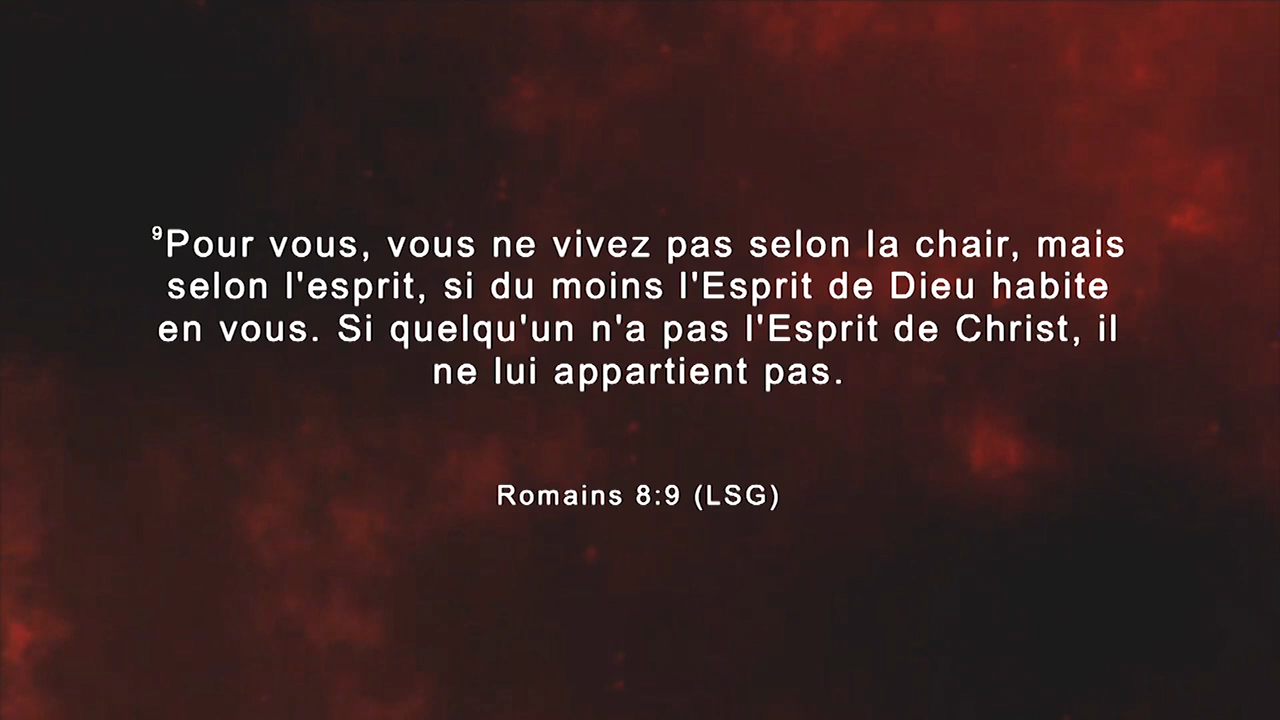 ⁹Pour vous, vous ne vivez pas selon la chair, mais
selon l'esprit, si du moins l'Esprit de Dieu habite
en vous. Si quelqu'un n'a pas l'Esprit de Christ, il
ne lui appartient pas.
Romains 8:9 (LSG)